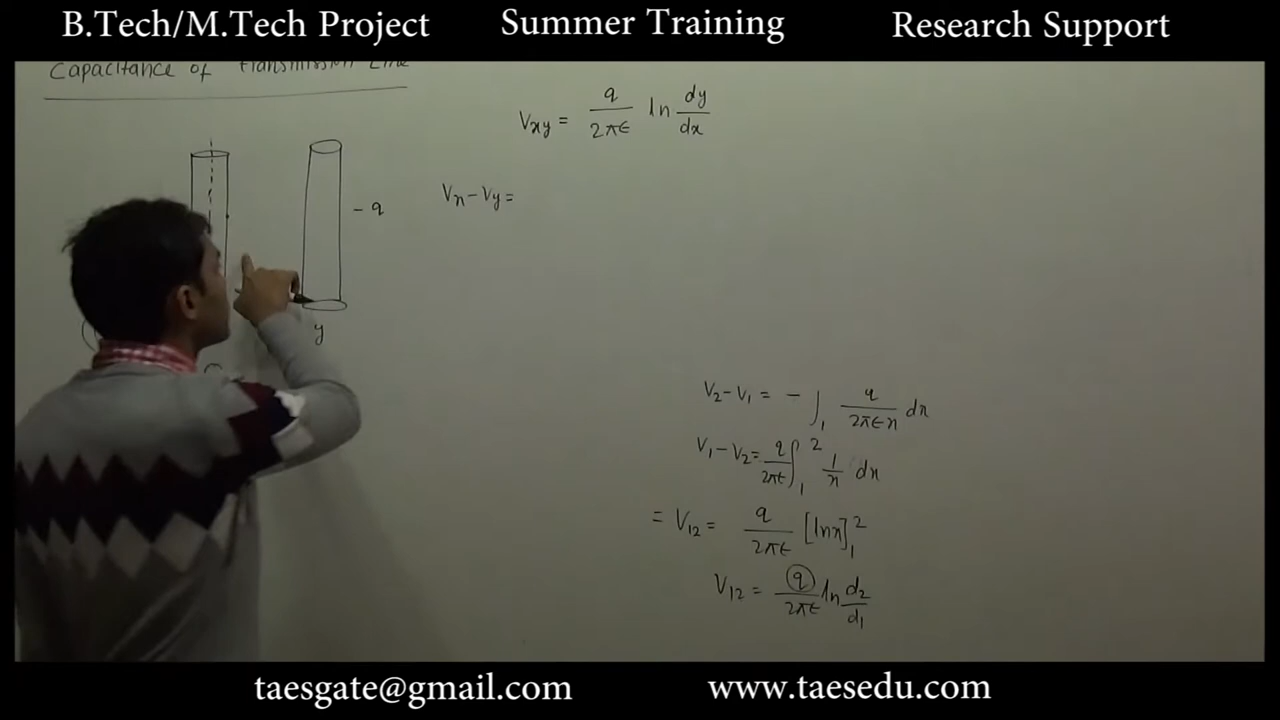 B.Tech/M.Tech Project Summer Training Research Support
Capacitance of transmission Line
Vxy = q/2πε ln dy/dx
- q
Vx - Vy =
y
V2 - V1 = - ∫1 q/2πεx dx
V1 - V2 = q/2πε ∫1^2 1/x dx
= V12 = q/2πε [ln x]1^2
V12 = q/2πε ln d2/d1
taesgate@gmail.com www.taesedu.com